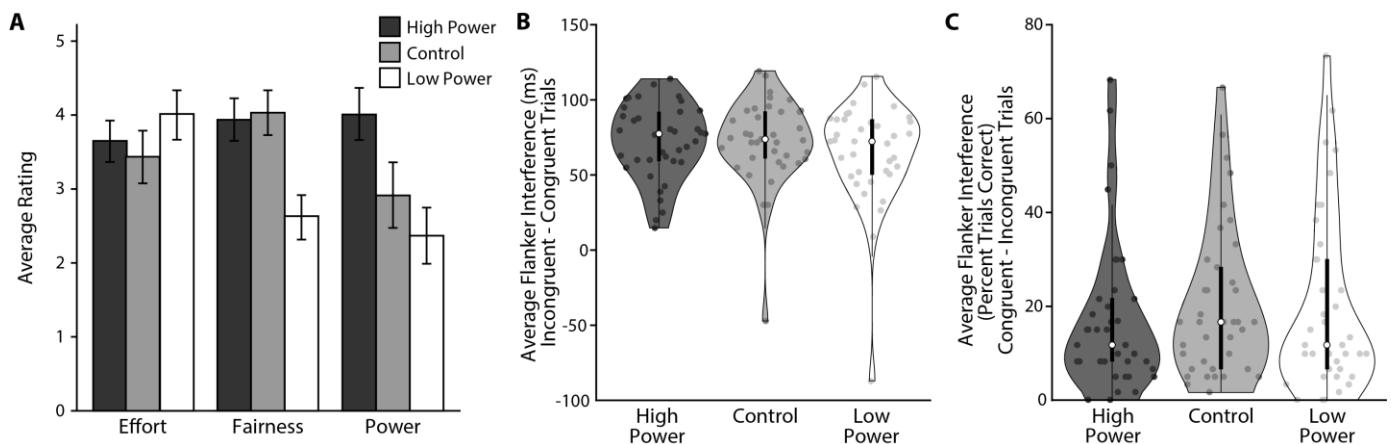 A
Average Rating
5
4
3
2
1
0
High Power
Control
Low Power
Effort
Fairness
Power
B
Average Flanker Interference (ms)
Incongruent - Congruent Trials
150
100
50
0
-50
-100
High
Power
Control
Low
Power
C
Average Flanker Interference
(Percent Trials Correct)
Congruent - Incongruent Trials
80
60
40
20
0
High
Power
Control
Low
Power